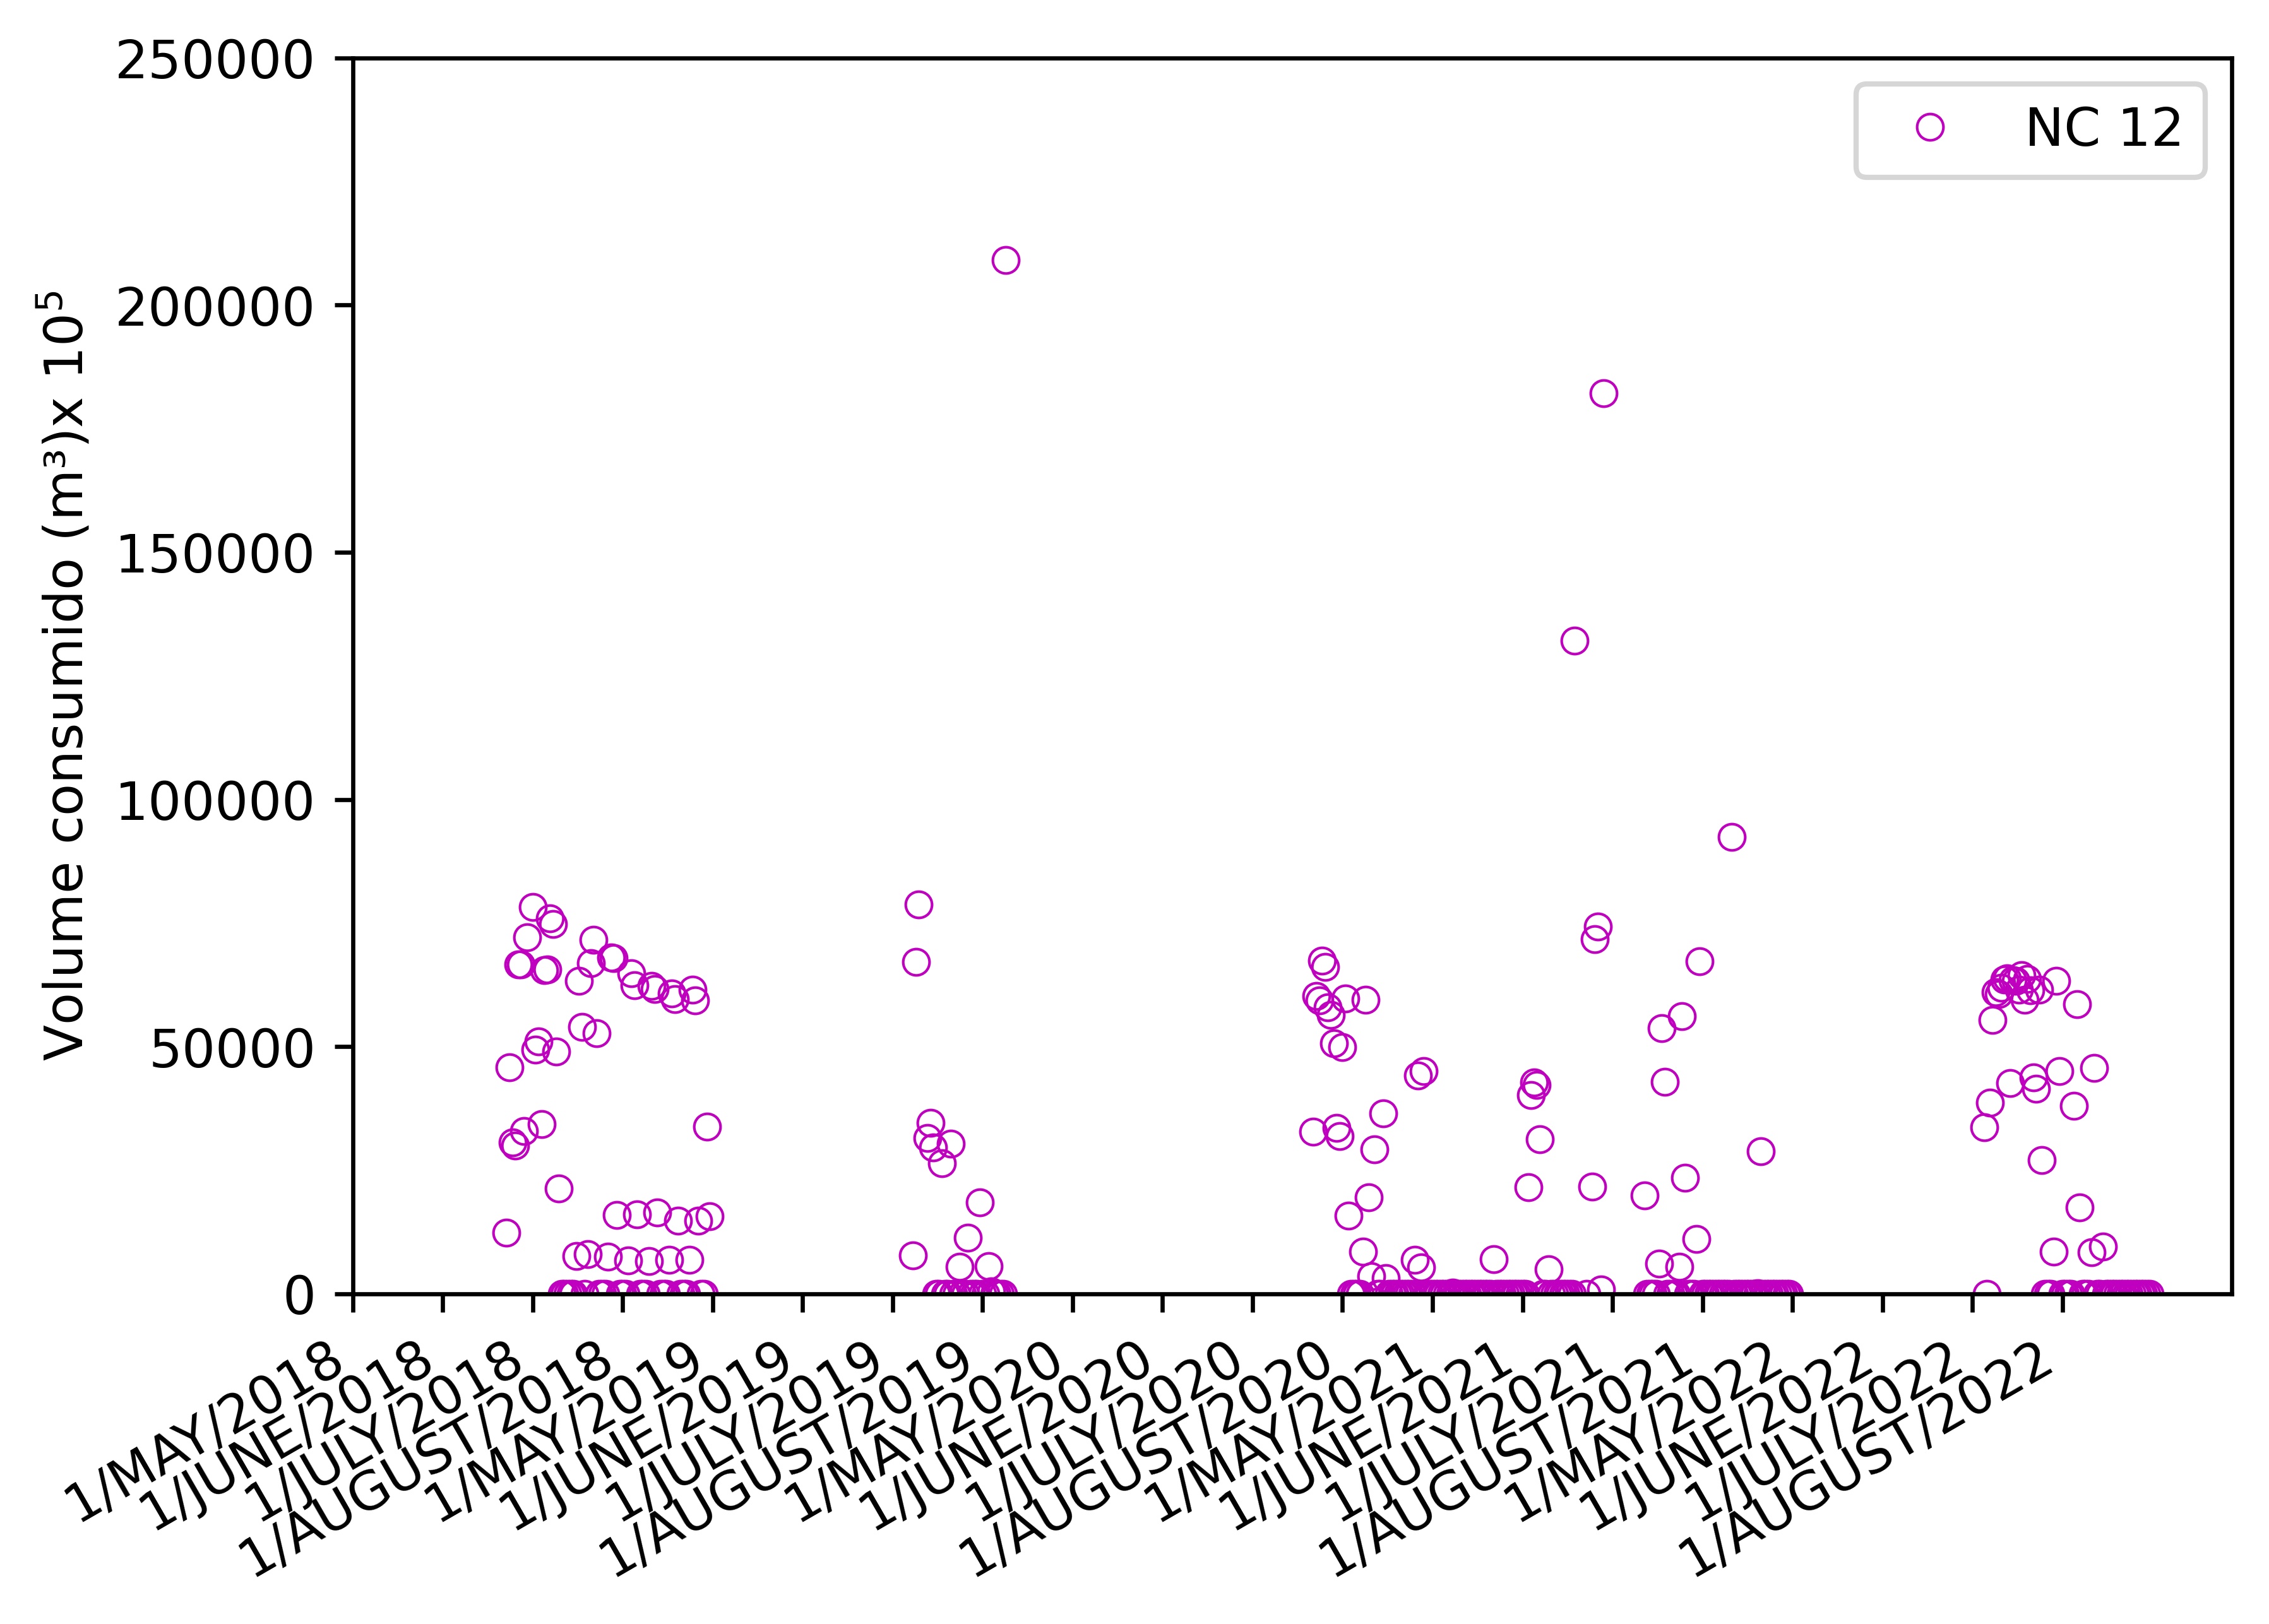 250000
200000
150000
100000
50000
0
Volume consumido (m³)x 10⁵
NC 12
1/MAY/2018
1/JUNE/2018
1/JULY/2018
1/AUGUST/2018
1/MAY/2019
1/JUNE/2019
1/JULY/2019
1/AUGUST/2019
1/MAY/2020
1/JUNE/2020
1/JULY/2020
1/AUGUST/2020
1/MAY/2021
1/JUNE/2021
1/JULY/2021
1/AUGUST/2021
1/MAY/2022
1/JUNE/2022
1/JULY/2022
1/AUGUST/2022